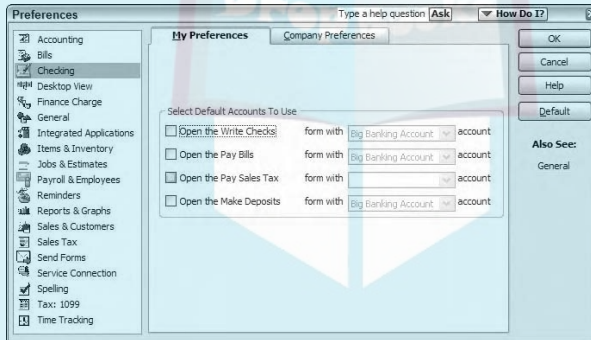 Preferences
Type a help question Ask
How Do I?
Accounting
Bills
Checking
Desktop View
Finance Charge
General
Integrated Applications
Items & Inventory
Jobs & Estimates
Payroll & Employees
Reminders
Reports & Graphs
Sales & Customers
Sales Tax
Send Forms
Service Connection
Spelling
Tax: 1099
Time Tracking
My Preferences
Company Preferences
Select Default Accounts To Use
Open the Write Checks form with Big Banking Account account
Open the Pay Bills form with Big Banking Account account
Open the Pay Sales Tax form with account
Open the Make Deposits form with Big Banking Account account
OK
Cancel
Help
Default
Also See:
General